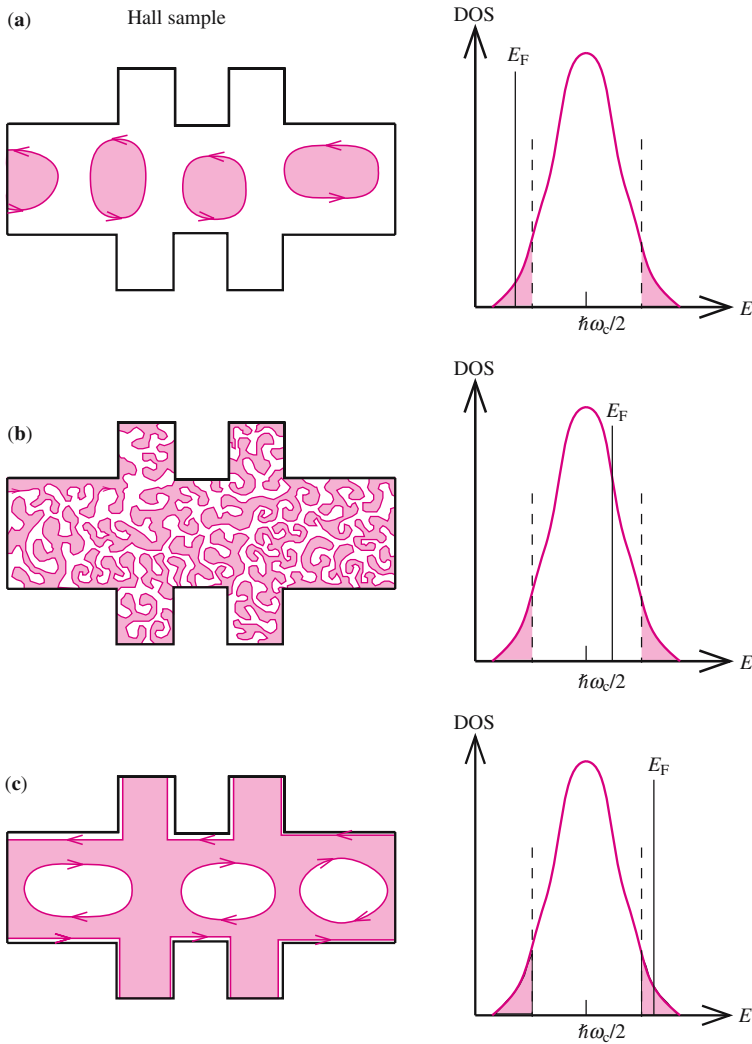 (a) Hall sample
DOS
E_F
E
ℏω_c/2
(b)
DOS
E_F
E
ℏω_c/2
(c)
DOS
E_F
E
ℏω_c/2